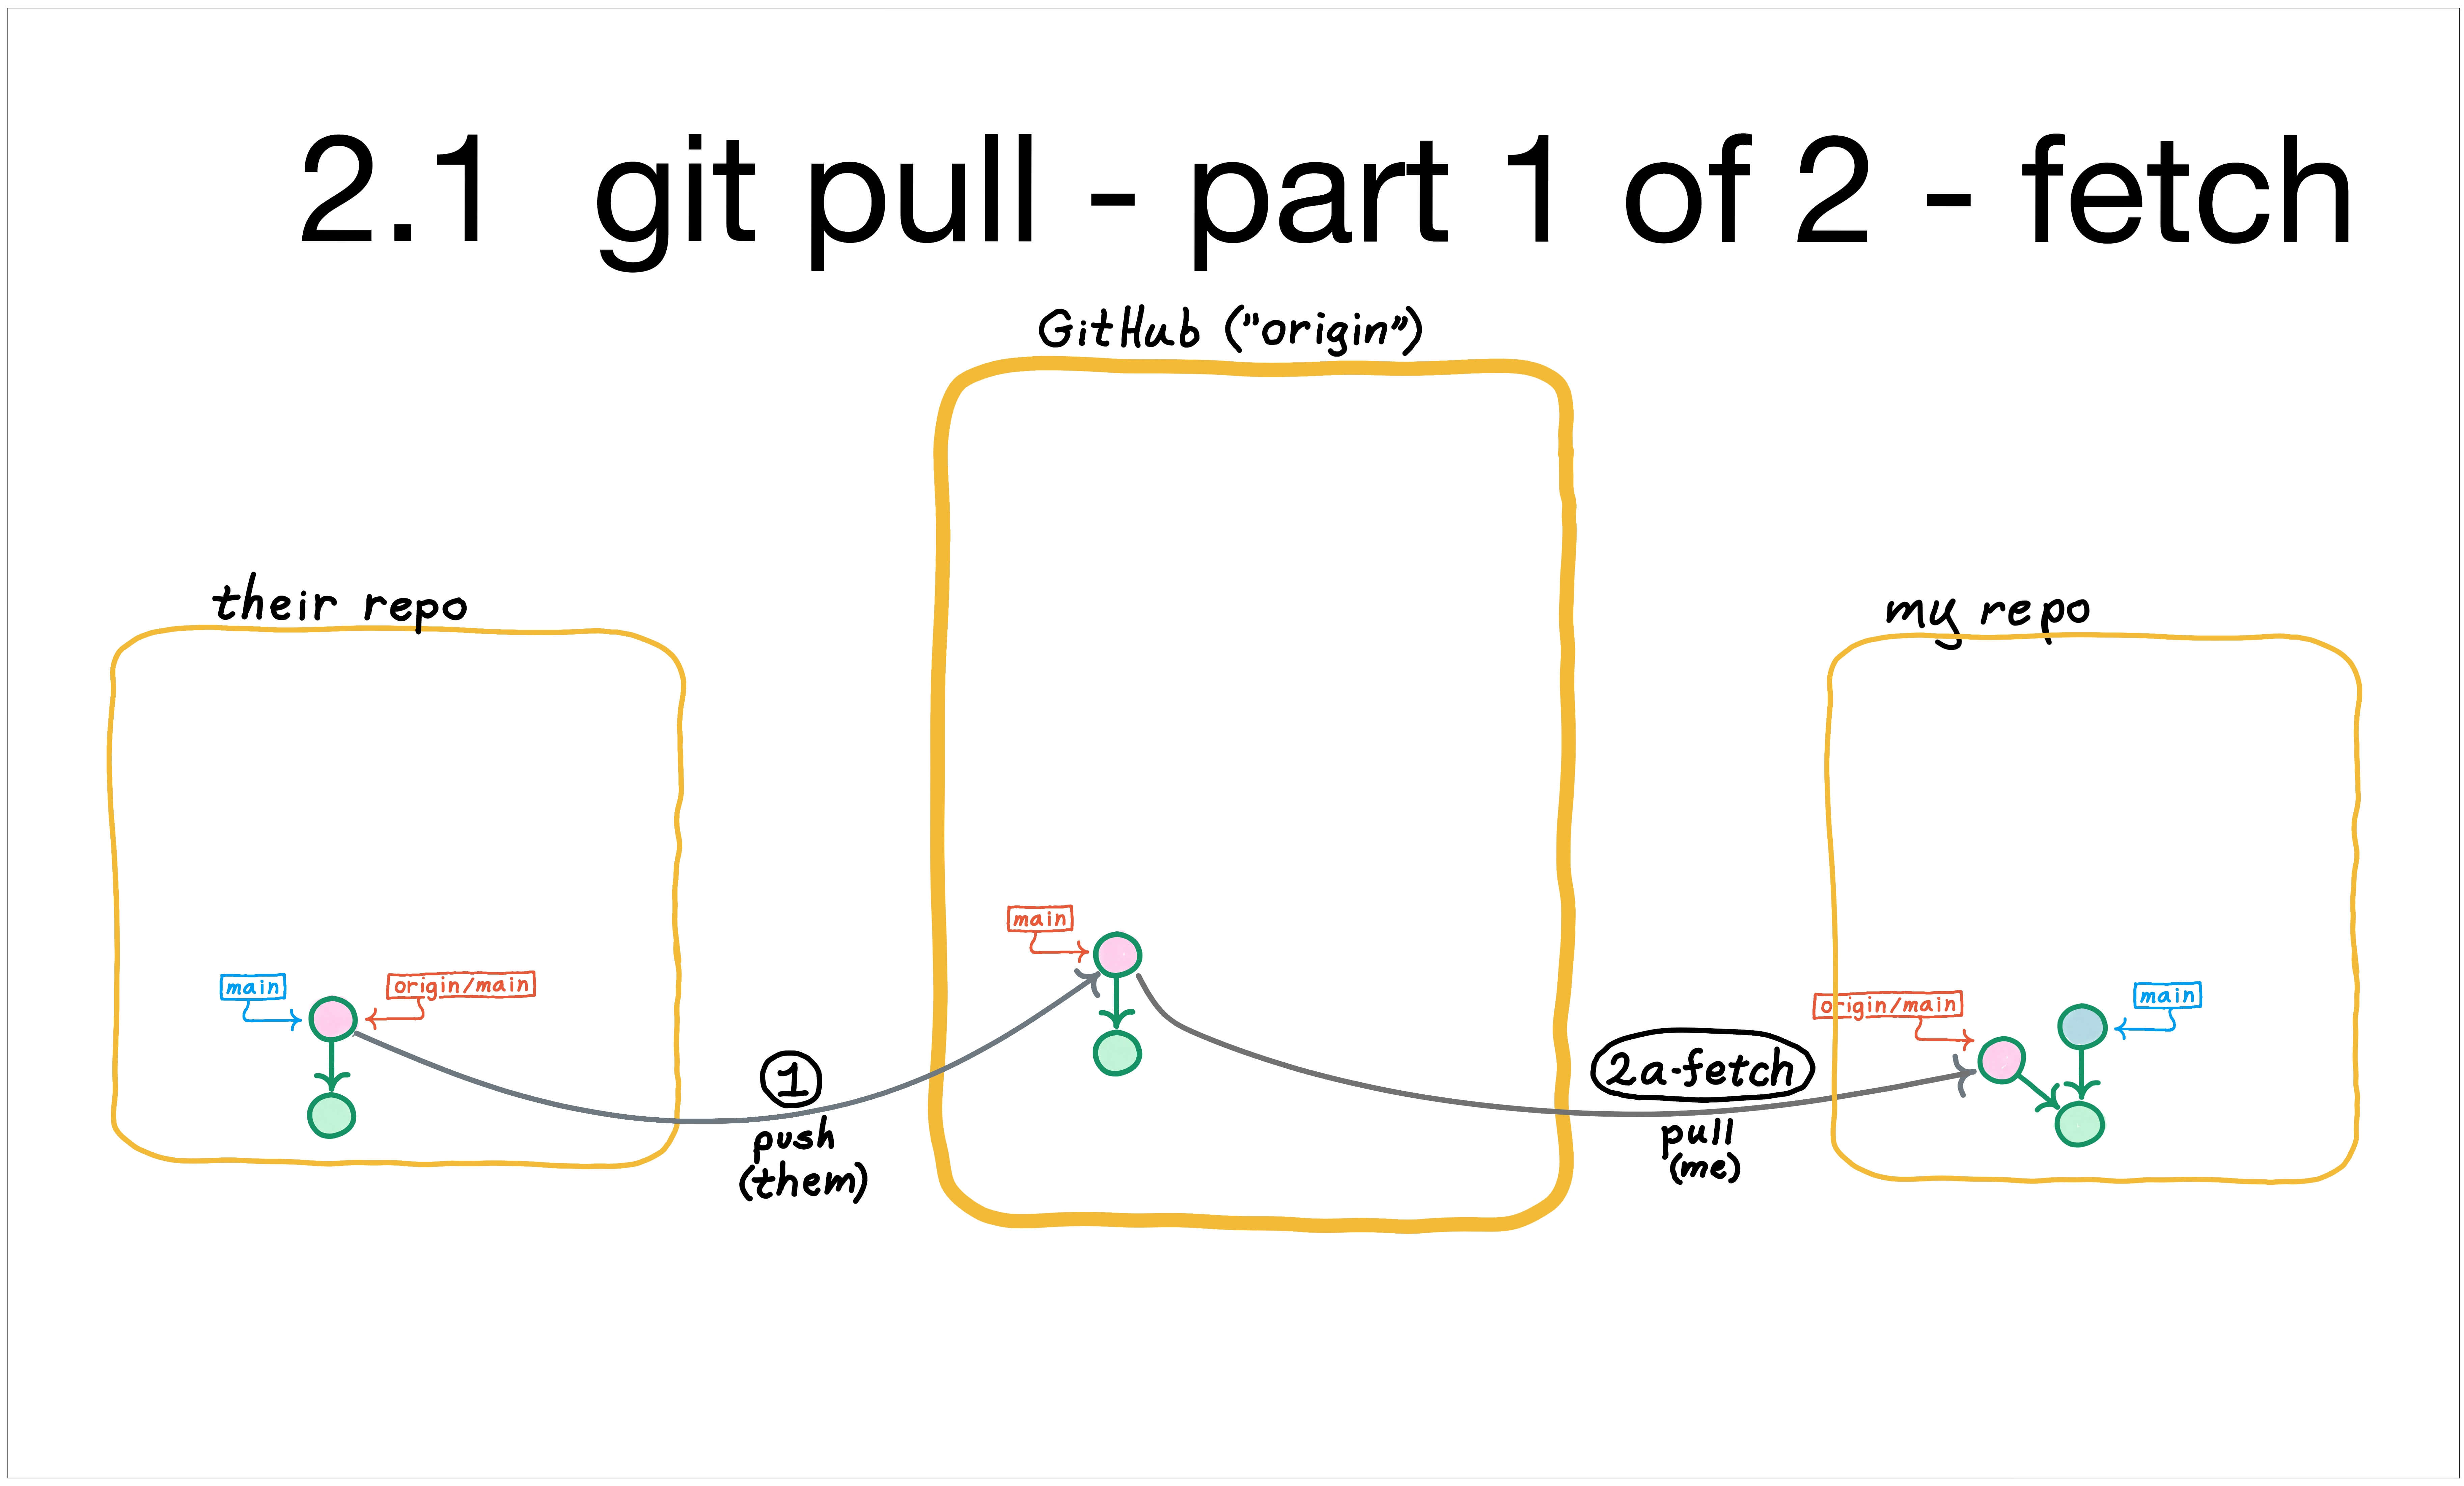 2.1 git pull - part 1 of 2 - fetch
GitHub ("origin")
their repo
my repo
main
main
origin/main
main
origin/main
1
2a-fetch
push
(them)
pull
(me)